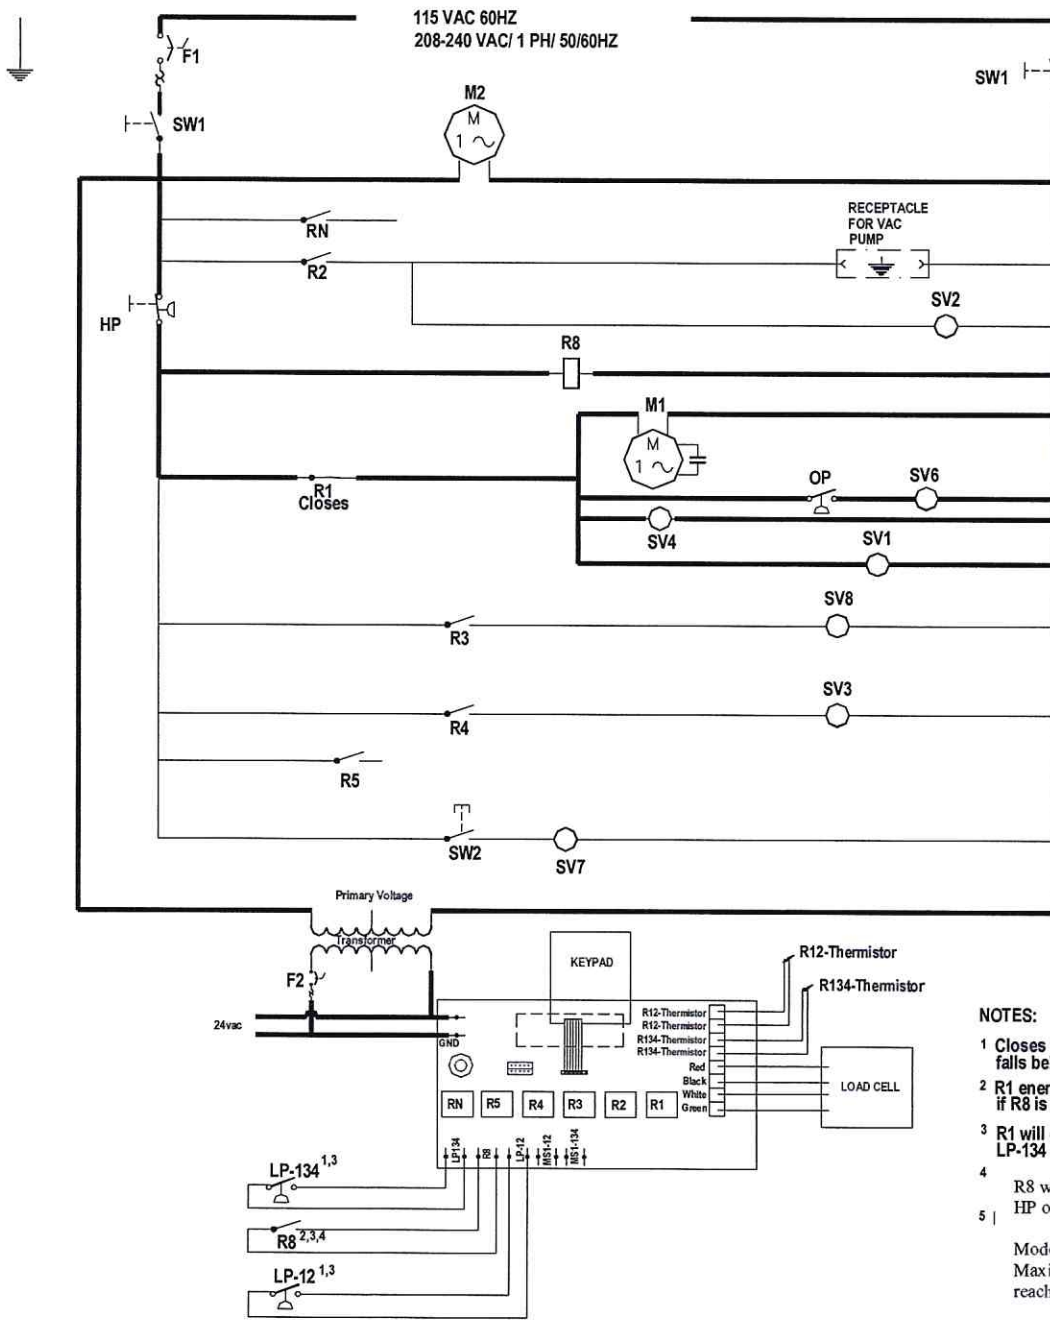 115 VAC 60HZ
208-240 VAC/ 1 PH/ 50/60HZ
F1
SW1
SW1
M2
M
1
RN
RECEPTACLE
FOR VAC
PUMP
R2
HP
SV2
R8
M1
M
1
R1
Closes
OP
SV6
SV4
SV1
SV8
R3
SV3
R4
R5
SW2
SV7
Primary Voltage
Transformer
F2
24vac
GND
KEYPAD
R12-Thermistor
R134-Thermistor
R12-Thermistor
R12-Thermistor
R134-Thermistor
R134-Thermistor
Red
Black
White
Green
LOAD CELL
RN
R5
R4
R3
R2
R1
LP134
R8
LP-12
MS1-12
MS1-134
LP-134 1,3
R8 2,3,4
LP-12 1,3
NOTES:
1 Closes
falls be
2 R1 ener
if R8 is
3 R1 will
LP-134
4
R8 w
HP o
5
Mode
Maxi
reach